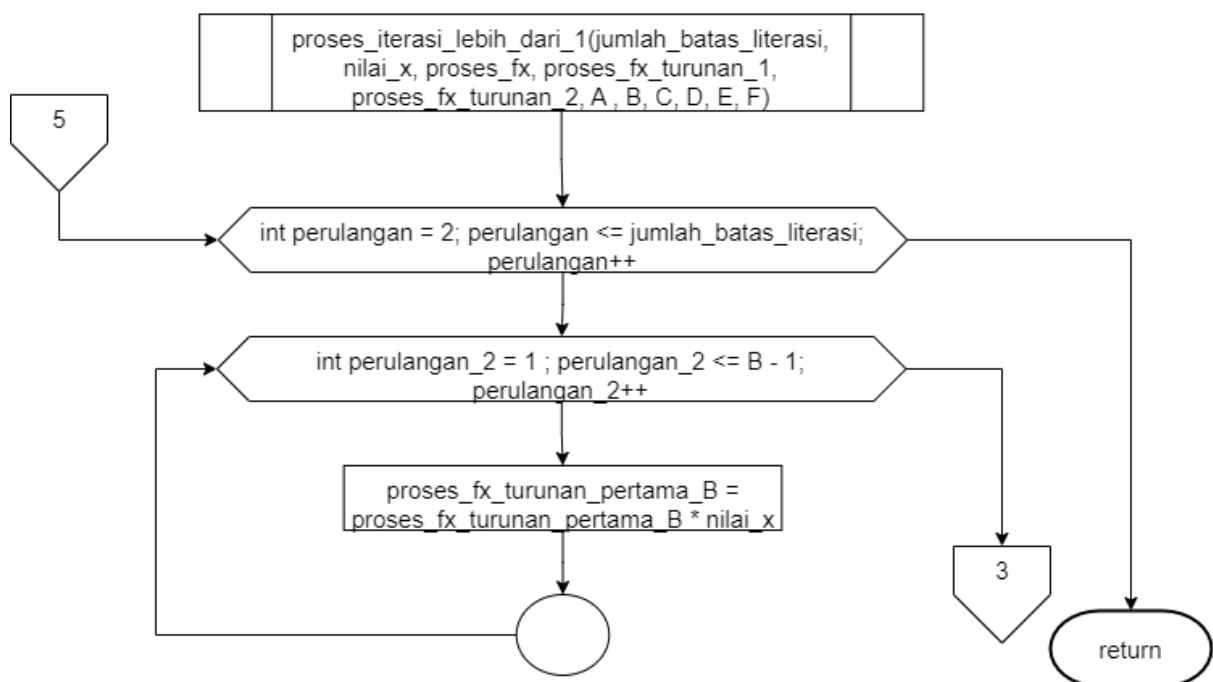 proses_iterasi_lebih_dari_1(jumlah_batas_literasi,
nilai_x, proses_fx, proses_fx_turunan_1,
proses_fx_turunan_2, A , B, C, D, E, F)
5
int perulangan = 2; perulangan <= jumlah_batas_literasi;
perulangan++
int perulangan_2 = 1 ; perulangan_2 <= B - 1;
perulangan_2++
proses_fx_turunan_pertama_B =
proses_fx_turunan_pertama_B * nilai_x
3
return